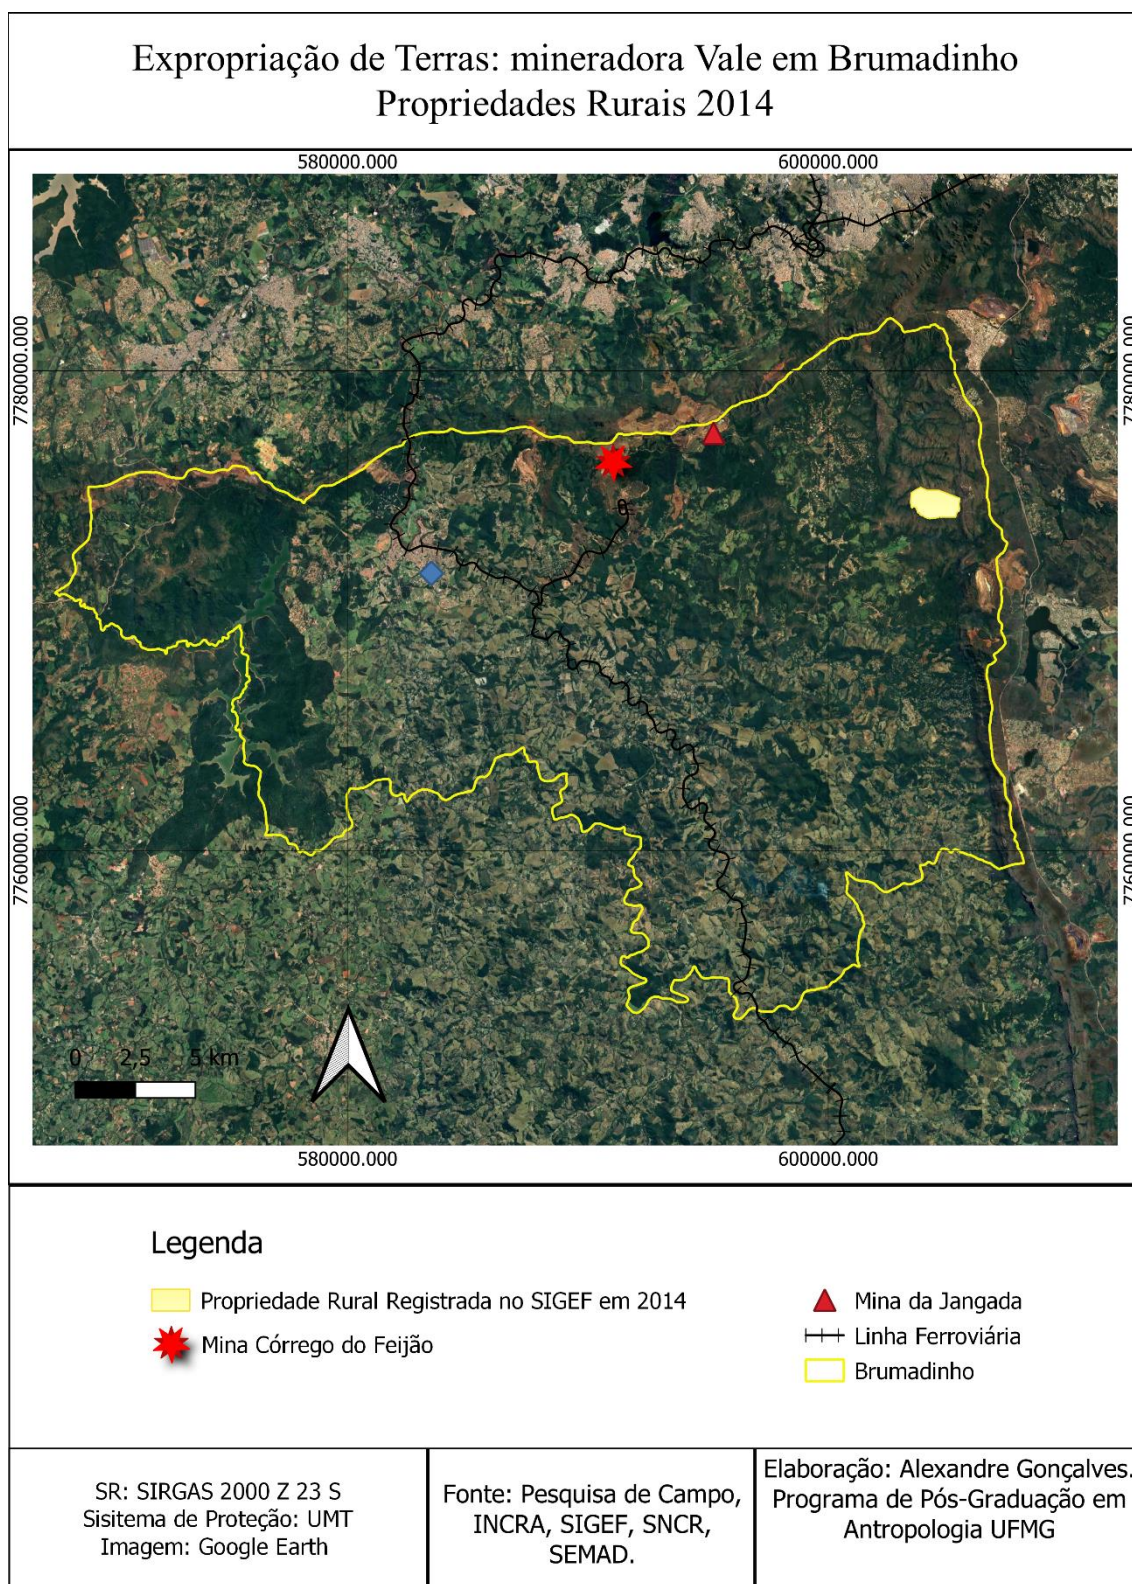 Expropriação de Terras: mineradora Vale em Brumadinho
Propriedades Rurais 2014
580000.000
600000.000
7780000.000
7780000.000
7760000.000
7760000.000
0 2,5 5 km
580000.000
600000.000
Legenda
Propriedade Rural Registrada no SIGEF em 2014
Mina Córrego do Feijão
Mina da Jangada
Linha Ferroviária
Brumadinho
SR: SIRGAS 2000 Z 23 S
Sisitema de Proteção: UMT
Imagem: Google Earth
Fonte: Pesquisa de Campo,
INCRA, SIGEF, SNCR,
SEMAD.
Elaboração: Alexandre Gonçalves.
Programa de Pós-Graduação em
Antropologia UFMG